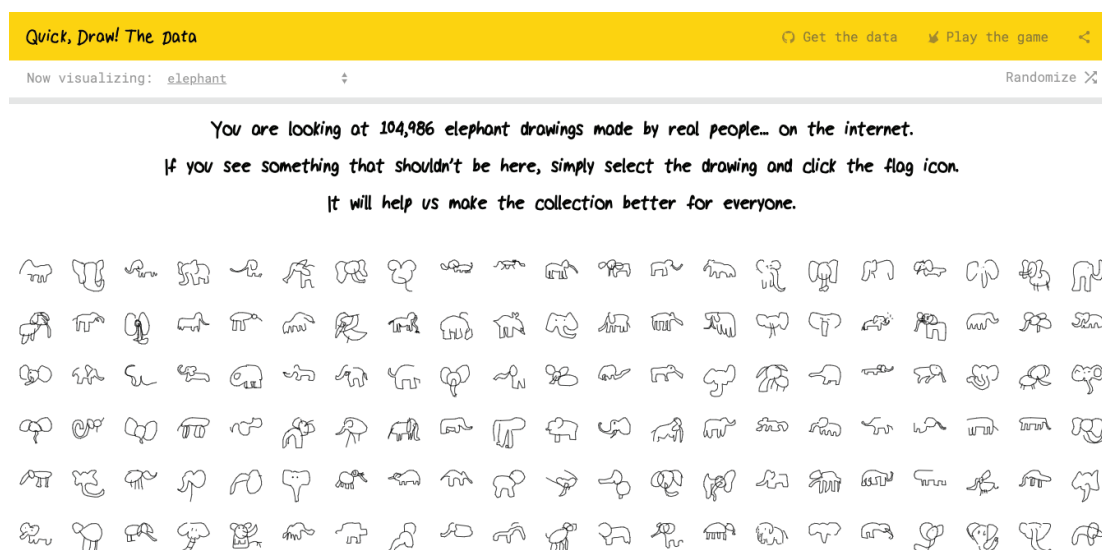 Quick, Draw! The Data
Get the data
Play the game
Now visualizing: elephant
Randomize
You are looking at 104,986 elephant drawings made by real people... on the internet.
If you see something that shouldn't be here, simply select the drawing and click the flag icon.
It will help us make the collection better for everyone.